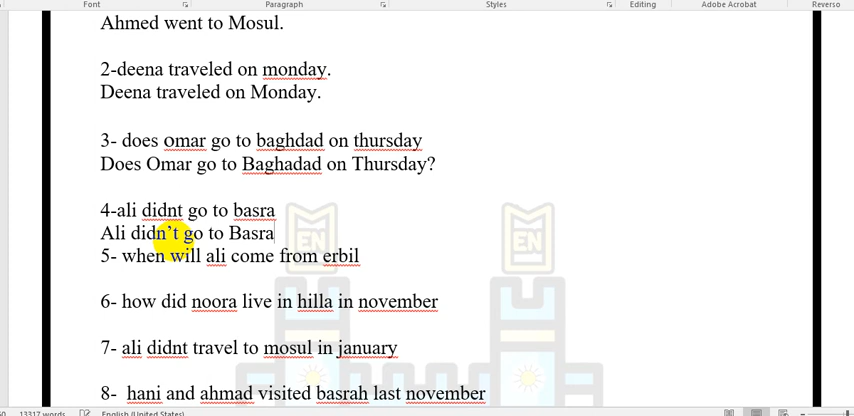 Font Paragraph Styles Editing Adobe Acrobat Reverso
Ahmed went to Mosul.
2-deena traveled on monday.
Deena traveled on Monday.
3- does omar go to baghdad on thursday
Does Omar go to Baghadad on Thursday?
4-ali didnt go to basra
Ali didn’t go to Basra
5- when will ali come from erbil
6- how did noora live in hilla in november
7- ali didnt travel to mosul in january
8- hani and ahmad visited basrah last november
EN EN
13317 words English (United States)